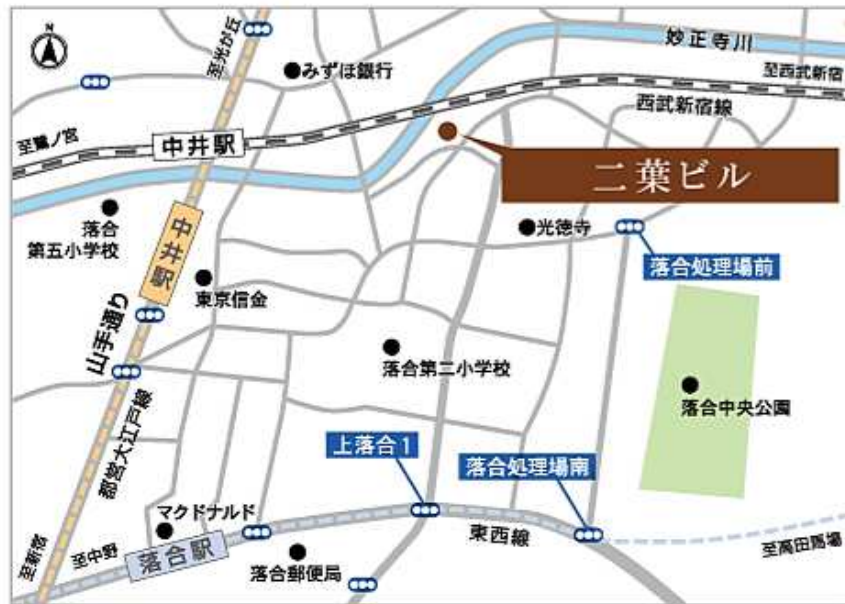 至光が丘
みずほ銀行
妙正寺川
至西武新宿
西武新宿線
至鷺ノ宮
中井駅
二葉ビル
落合
第五小学校
中井駅
光徳寺
落合処理場前
東京信金
山手通り
落合第二小学校
落合中央公園
都営大江戸線
上落合1
落合処理場南
マクドナルド
東西線
至新宿
至中野
落合駅
落合郵便局
至高田馬場